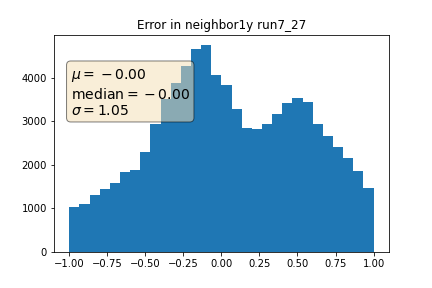 Error in neighbor1y run7_27
μ = −0.00
median = −0.00
σ = 1.05
4000
3000
2000
1000
0
−1.00 −0.75 −0.50 −0.25 0.00 0.25 0.50 0.75 1.00